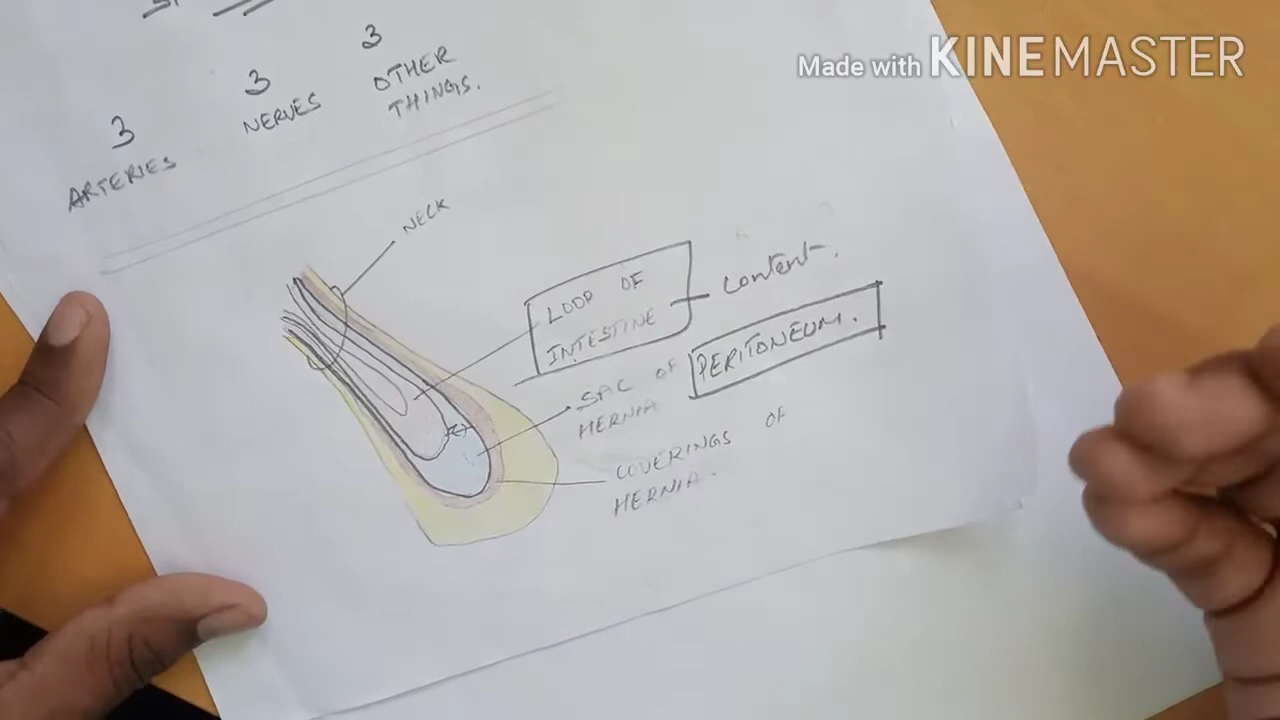 Made with KINEMASTER
3
3
3
ARTERIES
NERVES
OTHER
THINGS.
NECK
LOOP OF
INTESTINE
content.
SAC OF
HERNIA
PERITONEUM.
COVERINGS OF
HERNIA.